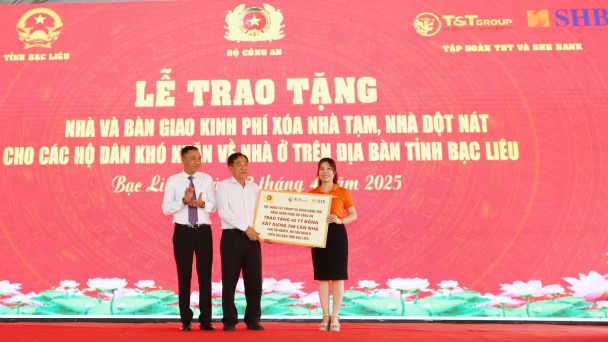 TỈNH BẠC LIÊU
BỘ CÔNG AN
T&T GROUP
SHB
TẬP ĐOÀN T&T VÀ SHB BANK
LỄ TRAO TẶNG
NHÀ VÀ BÀN GIAO KINH PHÍ XÓA NHÀ TẠM, NHÀ DỘT NÁT
CHO CÁC HỘ DÂN KHÓ KHĂN VỀ NHÀ Ở TRÊN ĐỊA BÀN TỈNH BẠC LIÊU
Bạc Li tháng năm 2025
TRAO TẶNG 42 TỶ ĐỒNG
XÂY DỰNG 700 CĂN NHÀ